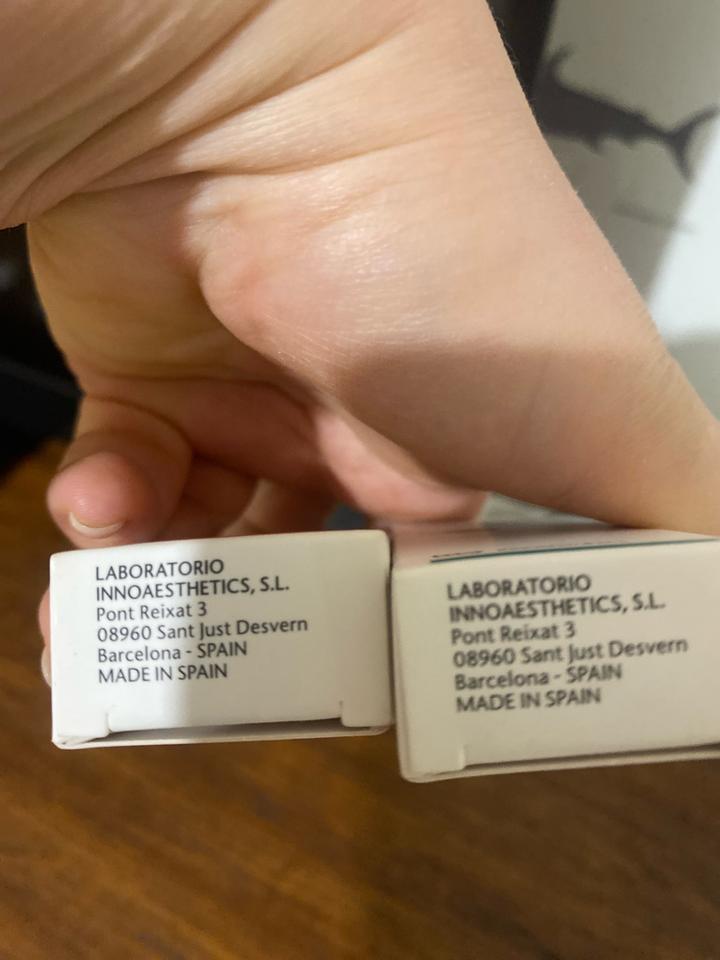 LABORATORIO
INNOAESTHETICS, S.L.
Pont Reixat 3
08960 Sant Just Desvern
Barcelona - SPAIN
MADE IN SPAIN
LABORATORIO
INNOAESTHETICS, S.L.
Pont Reixat 3
08960 Sant Just Desvern
Barcelona - SPAIN
MADE IN SPAIN